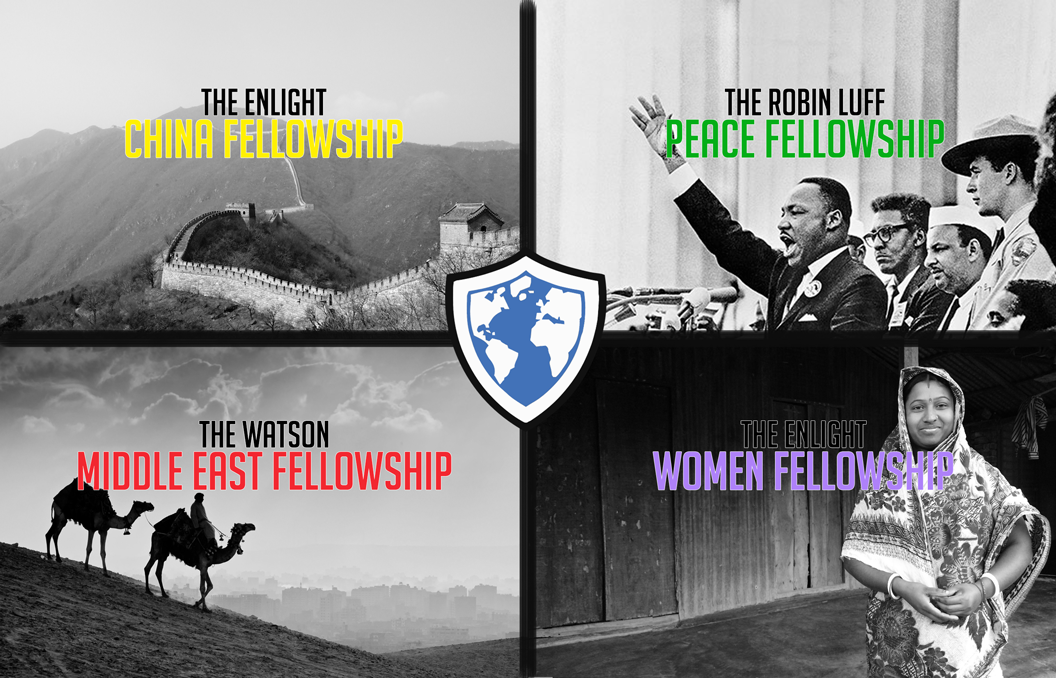 THE ENLIGHT
CHINA FELLOWSHIP
THE ROBIN LUFF
PEACE FELLOWSHIP
THE WATSON
MIDDLE EAST FELLOWSHIP
THE ENLIGHT
WOMEN FELLOWSHIP